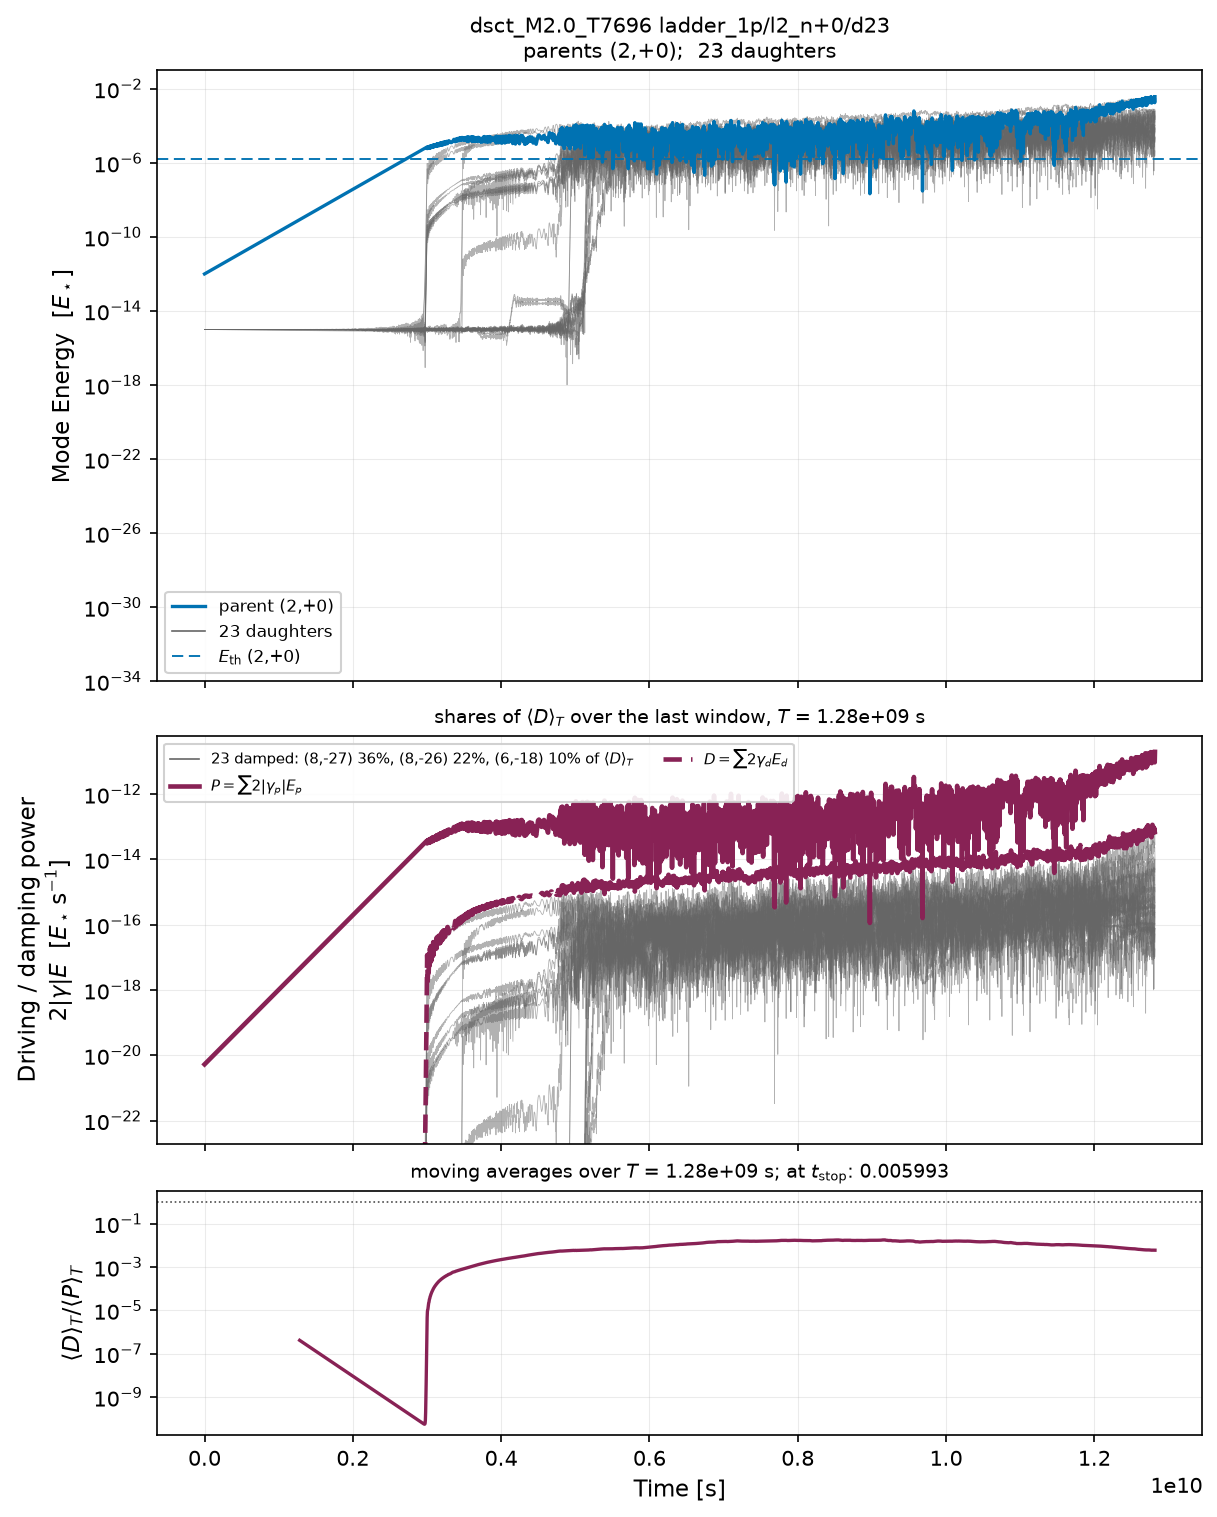 dsct_M2.0_T7696 ladder_1p/l2_n+0/d23
parents (2,+0);  23 daughters
Mode Energy  [E⋆]
10⁻²
10⁻⁶
10⁻¹⁰
10⁻¹⁴
10⁻¹⁸
10⁻²²
10⁻²⁶
10⁻³⁰
10⁻³⁴
parent (2,+0)
23 daughters
E_th (2,+0)
shares of ⟨D⟩_T over the last window, T = 1.28e+09 s
Driving / damping power
2|γ|E  [E⋆ s⁻¹]
10⁻¹²
10⁻¹⁴
10⁻¹⁶
10⁻¹⁸
10⁻²⁰
10⁻²²
23 damped: (8,-27) 36%, (8,-26) 22%, (6,-18) 10% of ⟨D⟩_T
P = ∑2|γ_p|E_p
D = ∑2γ_dE_d
moving averages over T = 1.28e+09 s; at t_stop: 0.005993
⟨D⟩_T/⟨P⟩_T
10⁻¹
10⁻³
10⁻⁵
10⁻⁷
10⁻⁹
0.0 0.2 0.4 0.6 0.8 1.0 1.2
1e10
Time [s]